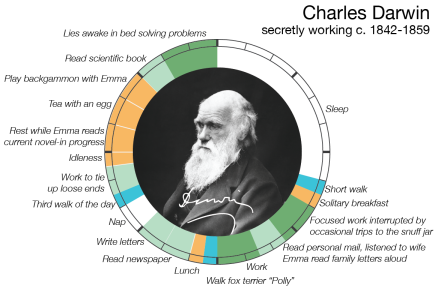 Charles Darwin
secretly working c. 1842-1859
Lies awake in bed solving problems
Read scientific book
Play backgammon with Emma
Tea with an egg
Rest while Emma reads
current novel-in progress
Idleness
Work to tie
up loose ends
Third walk of the day
Nap
Write letters
Read newspaper
Lunch
Walk fox terrier “Polly”
Work
Read personal mail, listened to wife
Emma read family letters aloud
Focused work interrupted by
occasional trips to the snuff jar
Solitary breakfast
Short walk
Sleep
Darwin